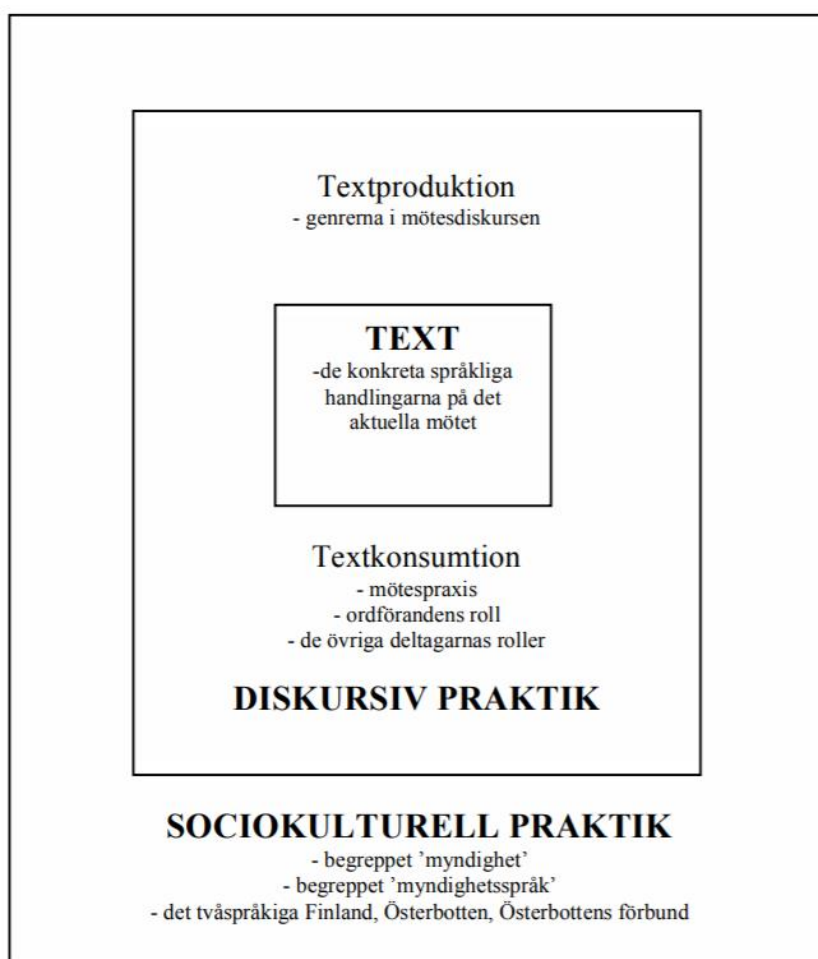 Textproduktion
- genrerna i mötesdiskursen
TEXT
-de konkreta språkliga
handlingarna på det
aktuella mötet
Textkonsumtion
- mötespraxis
- ordförandens roll
- de övriga deltagarnas roller
DISKURSIV PRAKTIK
SOCIOKULTURELL PRAKTIK
- begreppet ’myndighet’
- begreppet ’myndighetsspråk’
- det tvåspråkiga Finland, Österbotten, Österbottens förbund